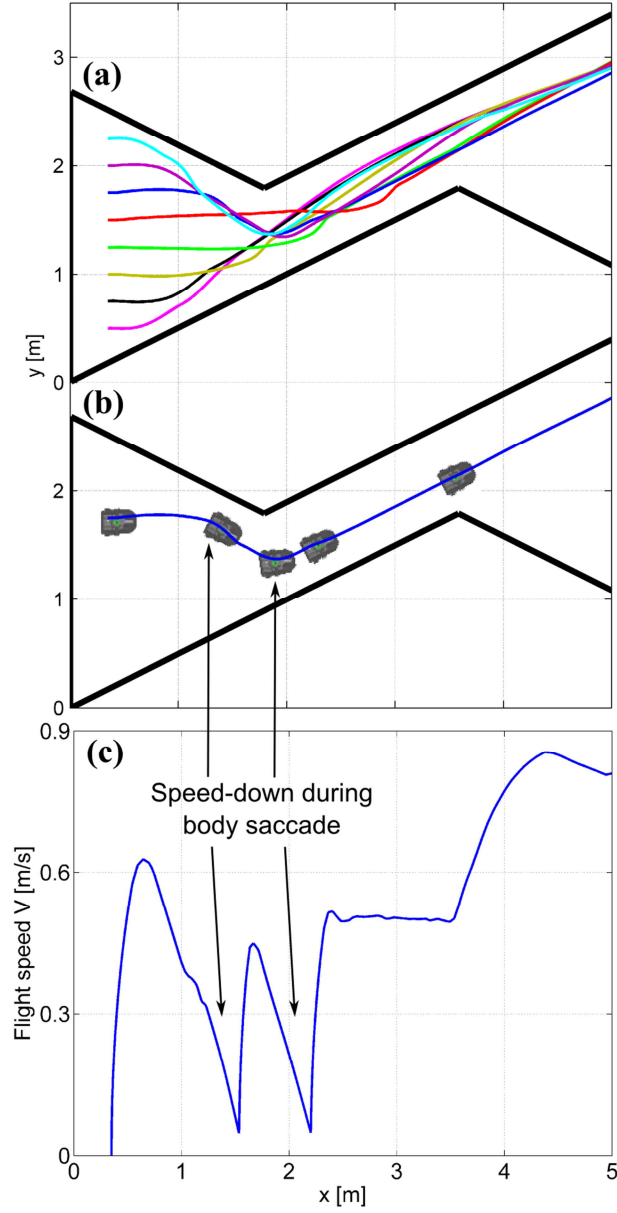 (a)
3
2
1
0
y [m]
(b)
3
2
1
0
(c)
0.9
0.6
0.3
0
Flight speed V [m/s]
Speed-down during
body saccade
0 1 2 3 4 5
x [m]